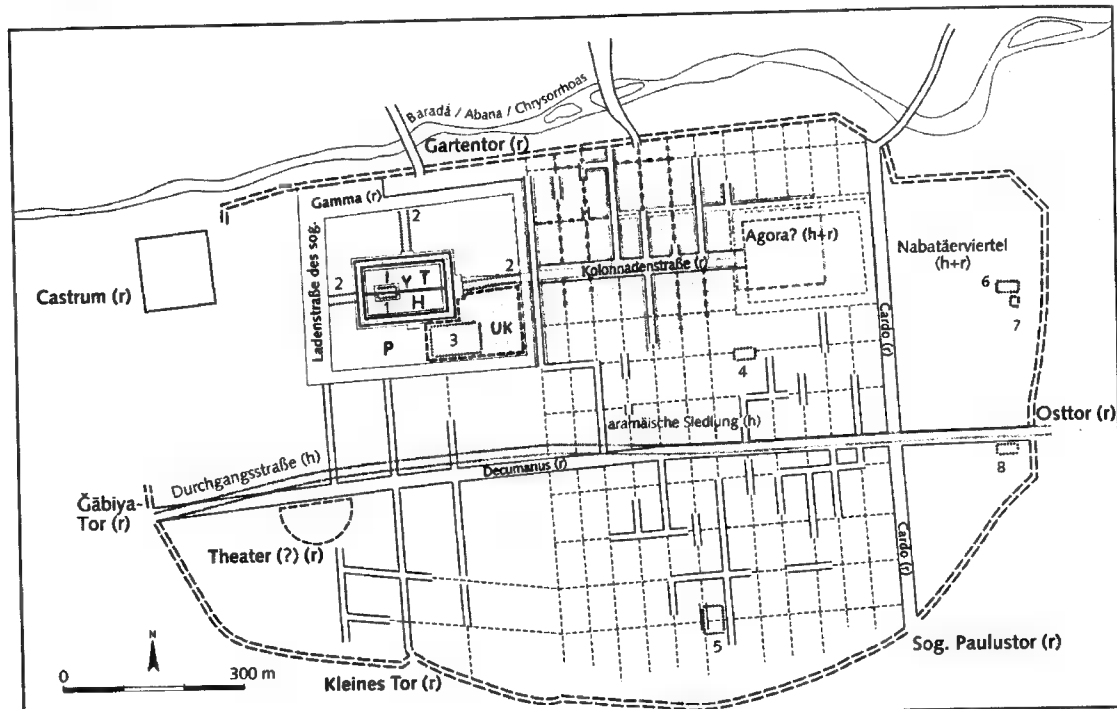 Baradá / Abana / Chrysorrhoas
Gartentor (r)
Gamma (r)
Ladenstraße des sog.
2
2
2
I Y T
1 H
3
UK
P
Castrum (r)
Kolonnadenstraße (r)
Agora? (h+r)
Nabatäerviertel
(h+r)
6
7
Cardo (r)
4
aramäische Siedlung (h)
Osttor (r)
8
Durchgangsstraße (h)
Decumanus (r)
Ǧābiya-
Tor (r)
Theater (?) (r)
Cardo (r)
5
Sog. Paulustor (r)
Kleines Tor (r)
N
0 300 m